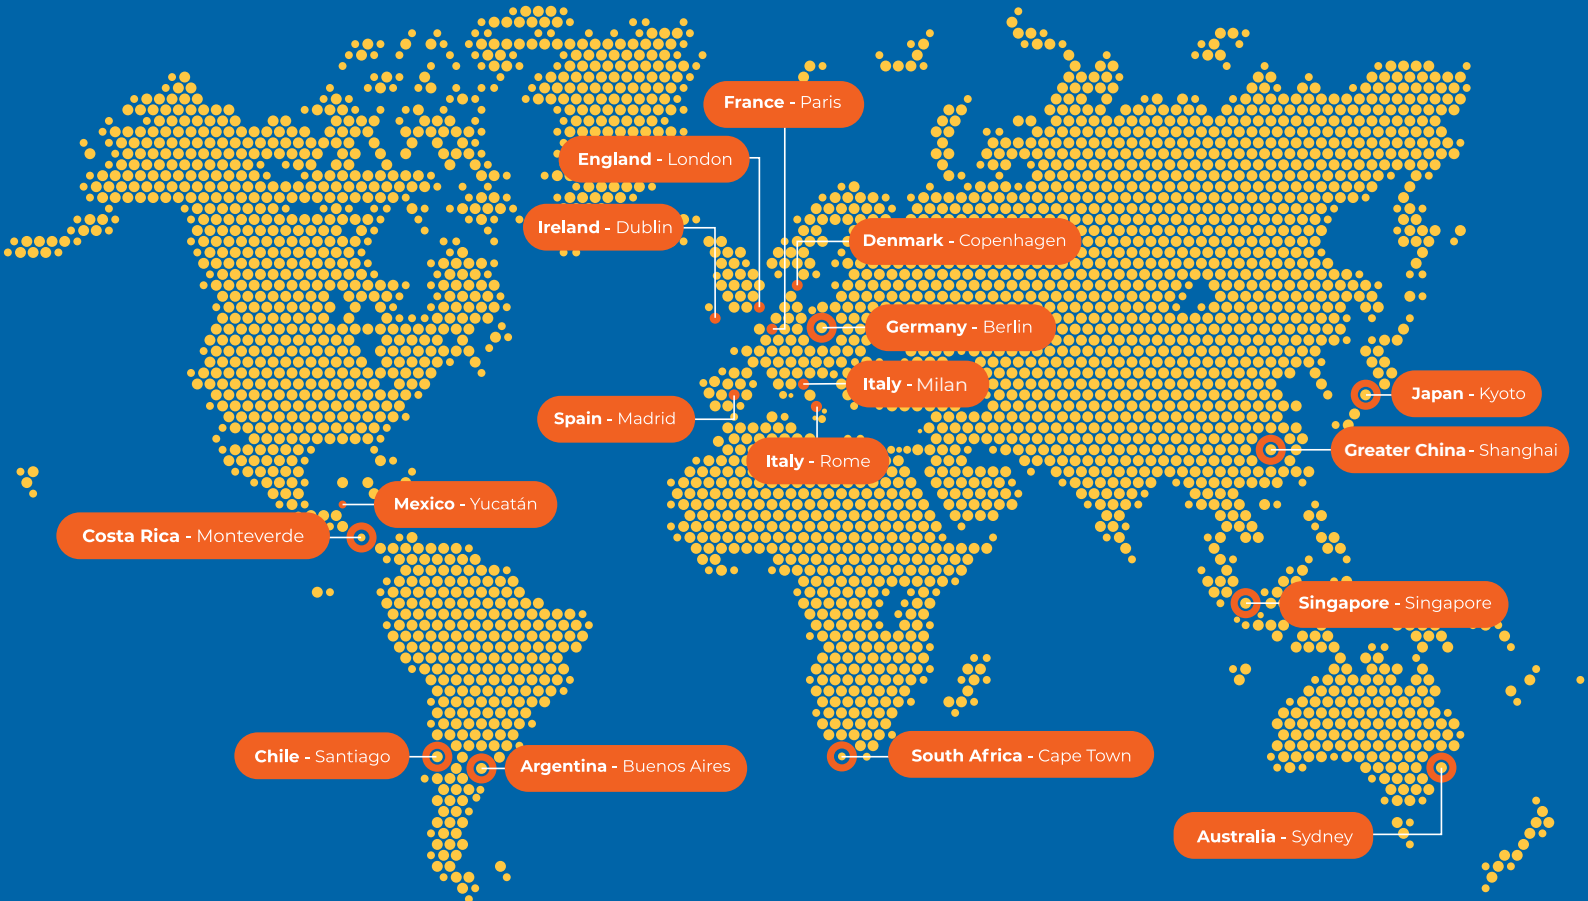 France - Paris
England - London
Ireland - Dublin
Denmark - Copenhagen
Germany - Berlin
Italy - Milan
Spain - Madrid
Italy - Rome
Japan - Kyoto
Greater China - Shanghai
Mexico - Yucatán
Costa Rica - Monteverde
Singapore - Singapore
Chile - Santiago
Argentina - Buenos Aires
South Africa - Cape Town
Australia - Sydney